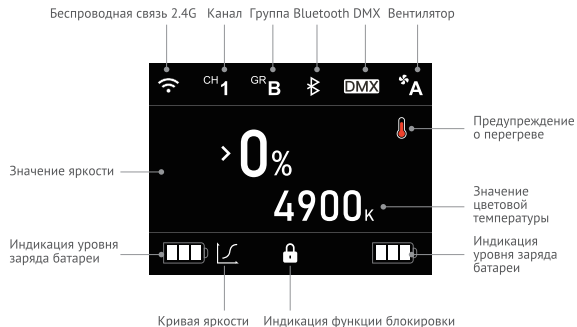 Беспроводная связь 2.4G Канал Группа Bluetooth DMX Вентилятор
CH 1 GR B DMX A
Предупреждение
о перегреве
>0%
Значение яркости
4900K
Значение
цветовой
температуры
Индикация уровня
заряда батареи
Индикация
уровня заряда
батареи
Кривая яркости Индикация функции блокировки